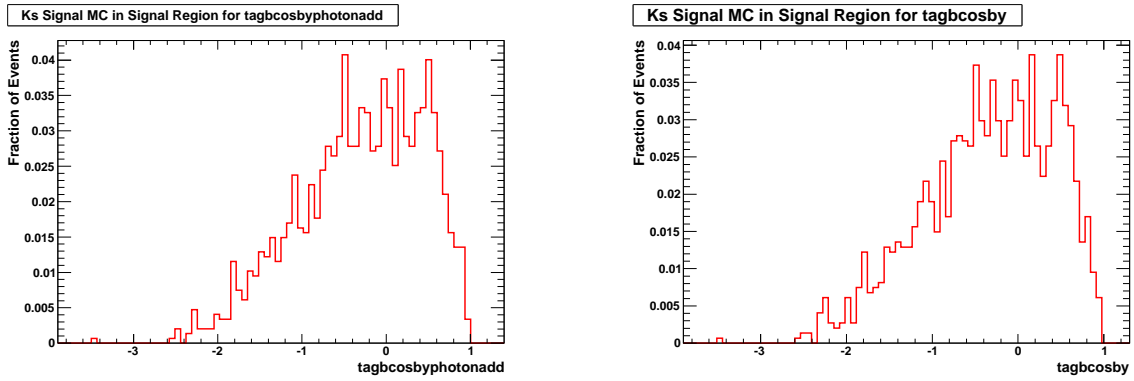 Ks Signal MC in Signal Region for tagbcosbyphotonadd
Fraction of Events
0.04
0.035
0.03
0.025
0.02
0.015
0.01
0.005
0
-3 -2 -1 0 1
tagbcosbyphotonadd
Ks Signal MC in Signal Region for tagbcosby
Fraction of Events
0.04
0.035
0.03
0.025
0.02
0.015
0.01
0.005
0
-3 -2 -1 0 1
tagbcosby